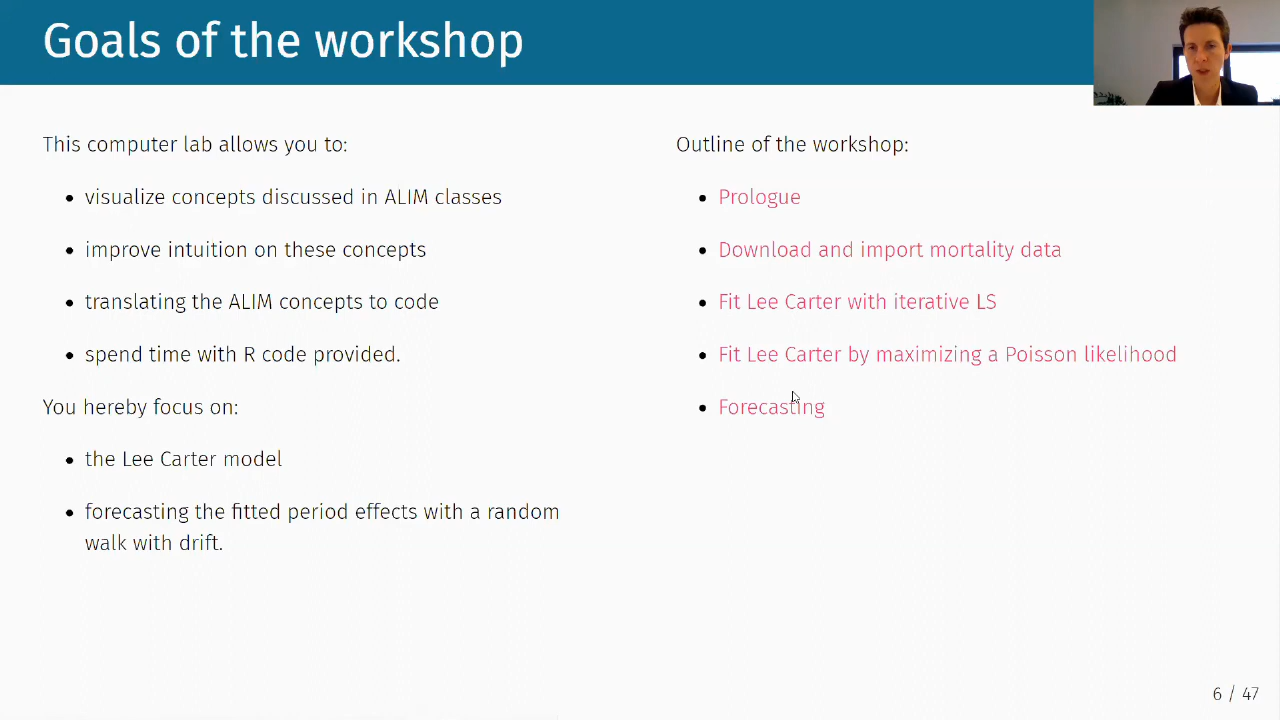 Goals of the workshop
This computer lab allows you to:
visualize concepts discussed in ALIM classes
improve intuition on these concepts
translating the ALIM concepts to code
spend time with R code provided.
You hereby focus on:
the Lee Carter model
forecasting the fitted period effects with a random
walk with drift.
Outline of the workshop:
Prologue
Download and import mortality data
Fit Lee Carter with iterative LS
Fit Lee Carter by maximizing a Poisson likelihood
Forecasting
6 / 47